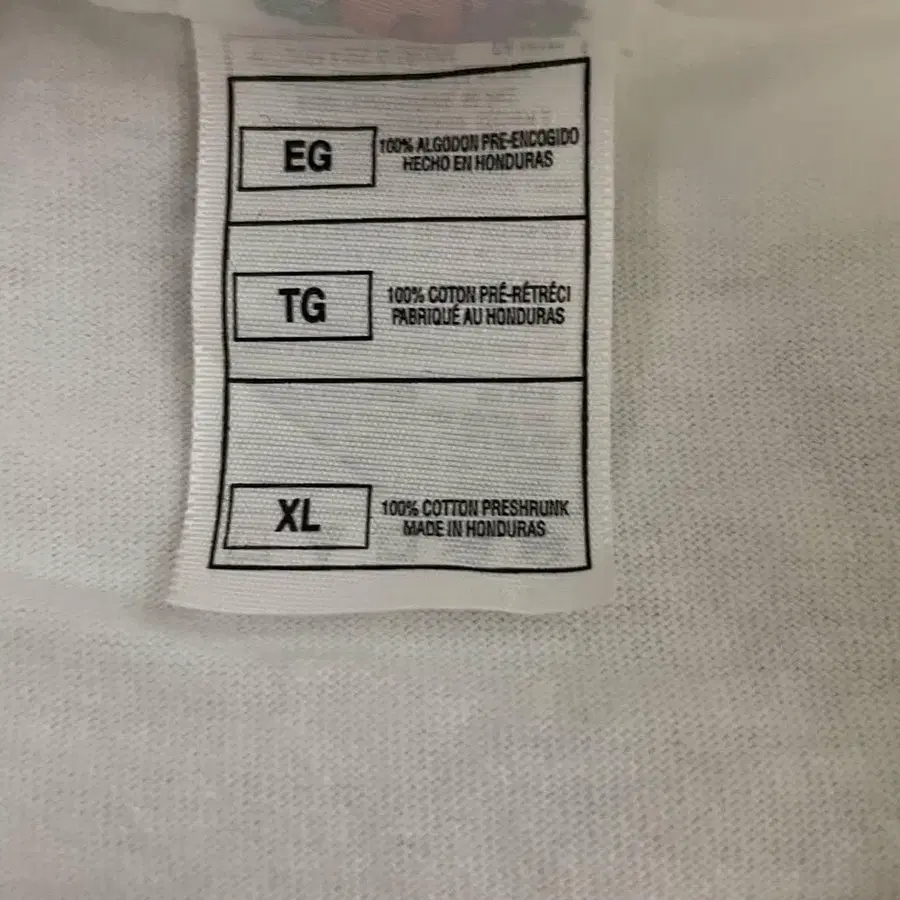 EG
100% ALGODON PRE-ENCOGIDO
HECHO EN HONDURAS
TG
100% COTON PRÉ-RÉTRÉCI
FABRIQUÉ AU HONDURAS
XL
100% COTTON PRESHRUNK
MADE IN HONDURAS